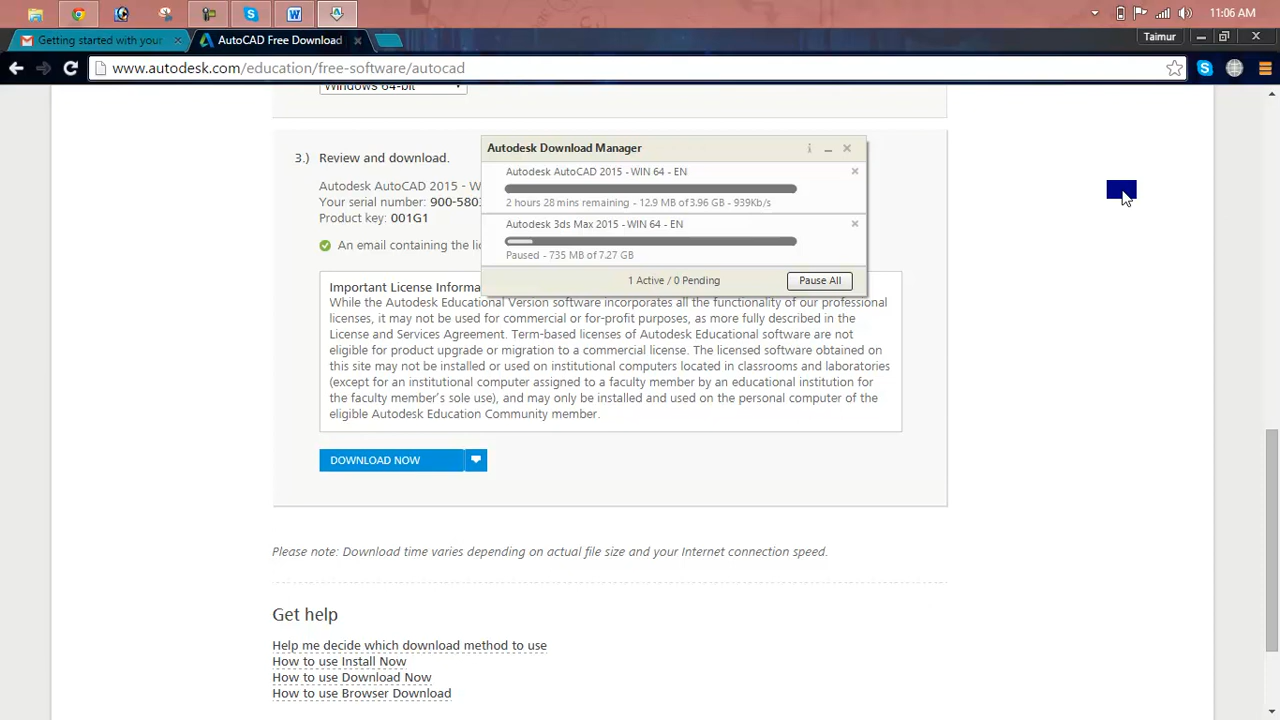 11:06 AM
Getting started with your
AutoCAD Free Download
Taimur
www.autodesk.com/education/free-software/autocad
Windows 64-bit
3.) Review and download.
Autodesk AutoCAD 2015 - W
Your serial number: 900-5803
Product key: 001G1
An email containing the lic
Autodesk Download Manager
Autodesk AutoCAD 2015 - WIN 64 - EN
2 hours 28 mins remaining - 12.9 MB of3.96 GB - 939Kb/s
Autodesk 3ds Max 2015 - WIN 64 - EN
Paused - 735 MB of 7.27 GB
1 Active / 0 Pending
Pause All
Important License Informa
While the Autodesk Educational Version software incorporates all the functionality of our professional
licenses, it may not be used for commercial or for-profit purposes, as more fully described in the
License and Services Agreement. Term-based licenses of Autodesk Educational software are not
eligible for product upgrade or migration to a commercial license. The licensed software obtained on
this site may not be installed or used on institutional computers located in classrooms and laboratories
(except for an institutional computer assigned to a faculty member by an educational institution for
the faculty member's sole use), and may only be installed and used on the personal computer of the
eligible Autodesk Education Community member.
DOWNLOAD NOW
Please note: Download time varies depending on actual file size and your Internet connection speed.
Get help
Help me decide which download method to use
How to use Install Now
How to use Download Now
How to use Browser Download